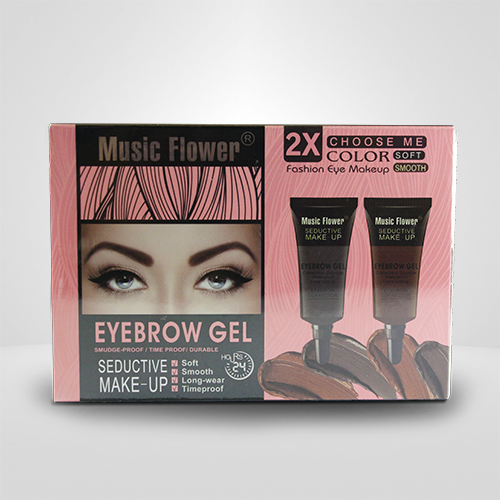 Music Flower®
EYEBROW GEL
SMUDGE-PROOF / TIME PROOF/ DURABLE
SEDUCTIVE
MAKE-UP
Soft
Smooth
Long-wear
Timeproof
HOURS
24
2X CHOOSE ME
COLOR SOFT
Fashion Eye Makeup SMOOTH
Music Flower
SEDUCTIVE
MAKE UP
EYEBROW GEL
Music Flower
SEDUCTIVE
MAKE UP
EYEBROW GEL